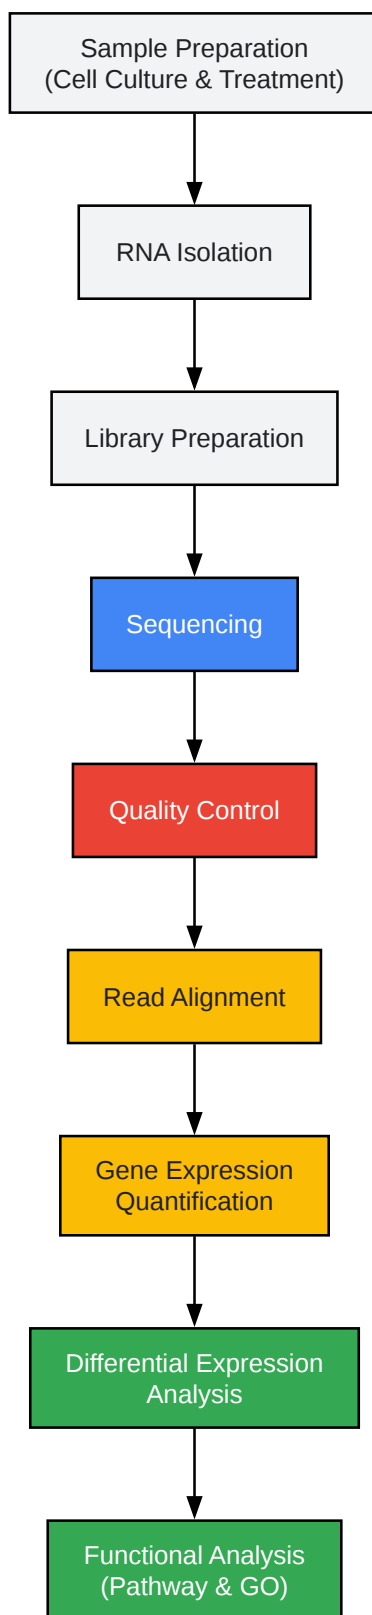 Sample Preparation
(Cell Culture & Treatment)
RNA Isolation
Library Preparation
Sequencing
Quality Control
Read Alignment
Gene Expression
Quantification
Differential Expression
Analysis
Functional Analysis
(Pathway & GO)